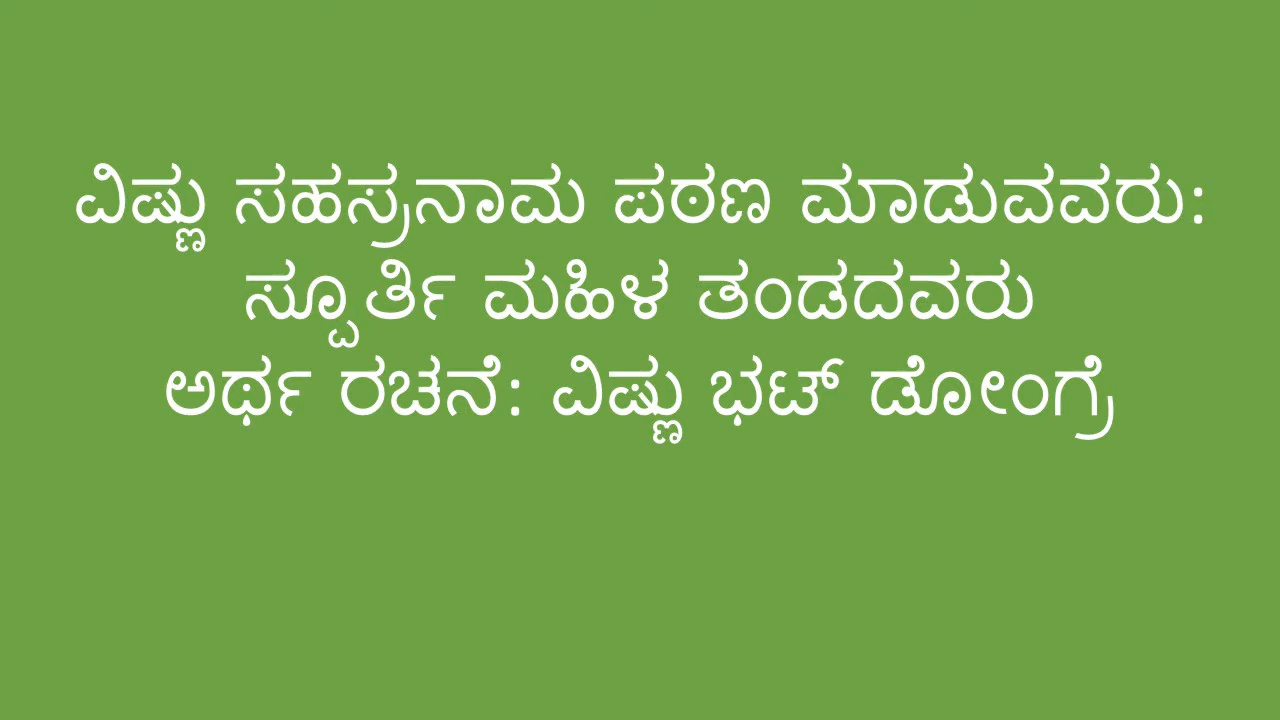 ವಿಷ್ಣು ಸಹಸ್ರನಾಮ ಪಠಣ ಮಾಡುವವರು:
ಸ್ಪೂರ್ತಿ ಮಹಿಳ ತಂಡದವರು
ಅರ್ಥ ರಚನೆ: ವಿಷ್ಣು ಭಟ್ ಡೋಂಗ್ರೆ